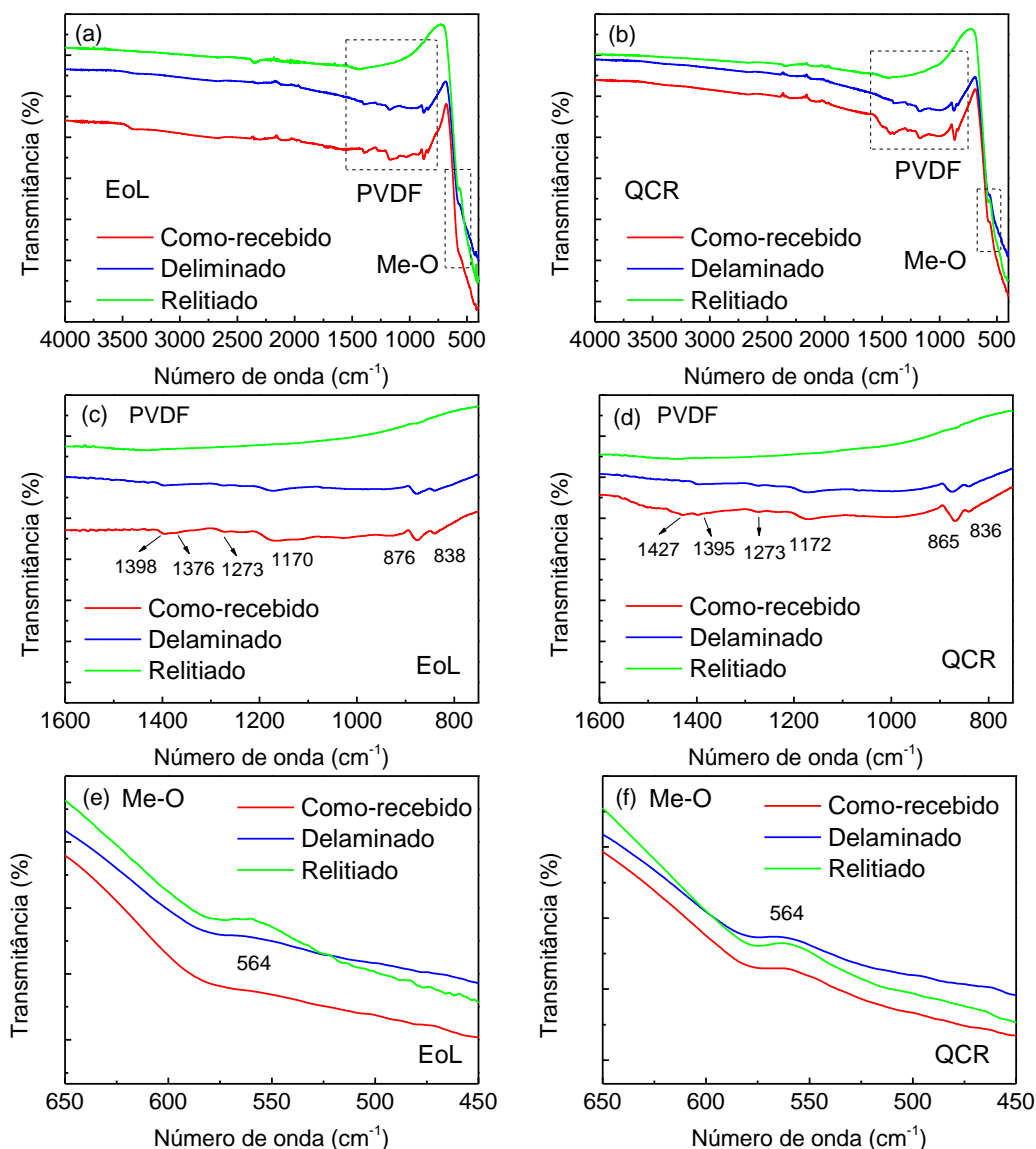 (a)
Transmitância (%)
EoL
PVDF
Me-O
Como-recebido
Deliminado
Relitiado
4000 3500 3000 2500 2000 1500 1000 500
Número de onda (cm⁻¹)
(b)
Transmitância (%)
QCR
PVDF
Me-O
Como-recebido
Delaminado
Relitiado
4000 3500 3000 2500 2000 1500 1000 500
Número de onda (cm⁻¹)
(c) PVDF
Transmitância (%)
1398 1376 1273 1170 876 838
Como-recebido
Delaminado
Relitiado
EoL
1600 1400 1200 1000 800
Número de onda (cm⁻¹)
(d) PVDF
Transmitância (%)
1427 1395 1273 1172 865 836
Como-recebido
Delaminado
Relitiado
QCR
1600 1400 1200 1000 800
Número de onda (cm⁻¹)
(e) Me-O
Transmitância (%)
Como-recebido
Delaminado
Relitiado
564
EoL
650 600 550 500 450
Número de onda (cm⁻¹)
(f) Me-O
Transmitância (%)
Como-recebido
Delaminado
Relitiado
564
QCR
650 600 550 500 450
Número de onda (cm⁻¹)